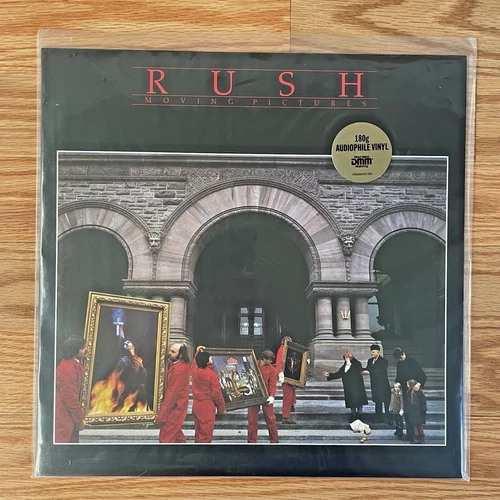 RUSH
MOVING PICTURES
180g
AUDIOPHILE VINYL
DMM